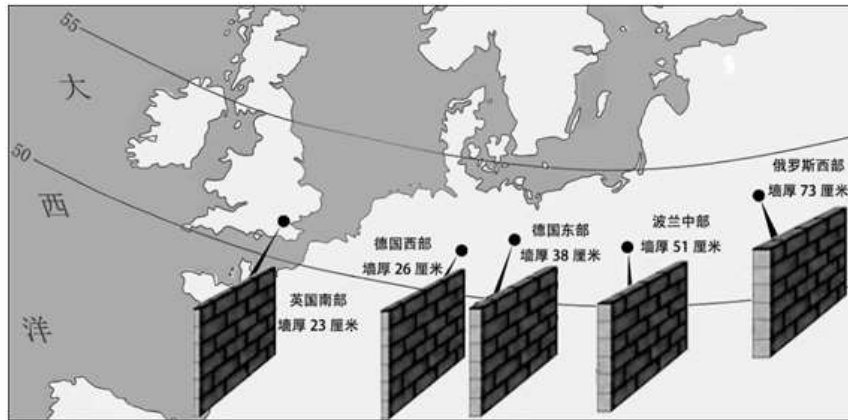 55
大
50
西
洋
英国南部
墙厚 23 厘米
德国西部
墙厚 26 厘米
德国东部
墙厚 38 厘米
波兰中部
墙厚 51 厘米
俄罗斯西部
墙厚 73 厘米